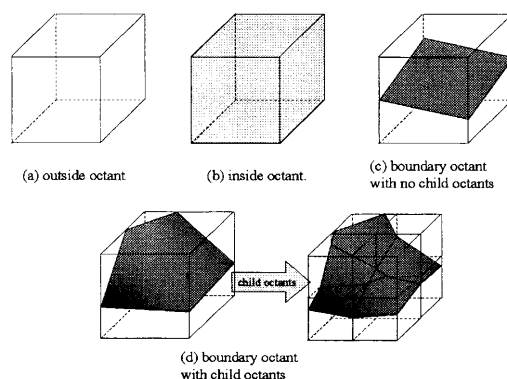 (a) outside octant
(b) inside octant.
(c) boundary octant
with no child octants
child octants
(d) boundary octant
with child octants